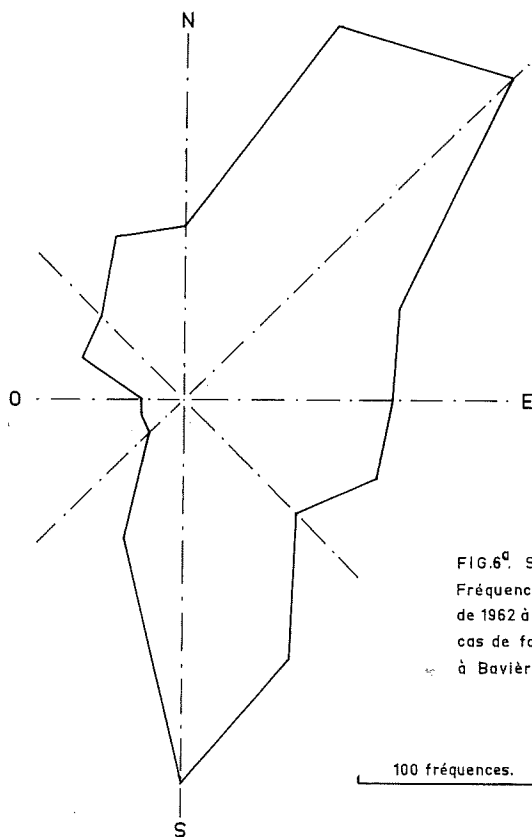 N
O
E
S
FIG.6a. S
Fréquenc
de 1962 à
cas de fo
à Bavièr
100 fréquences.